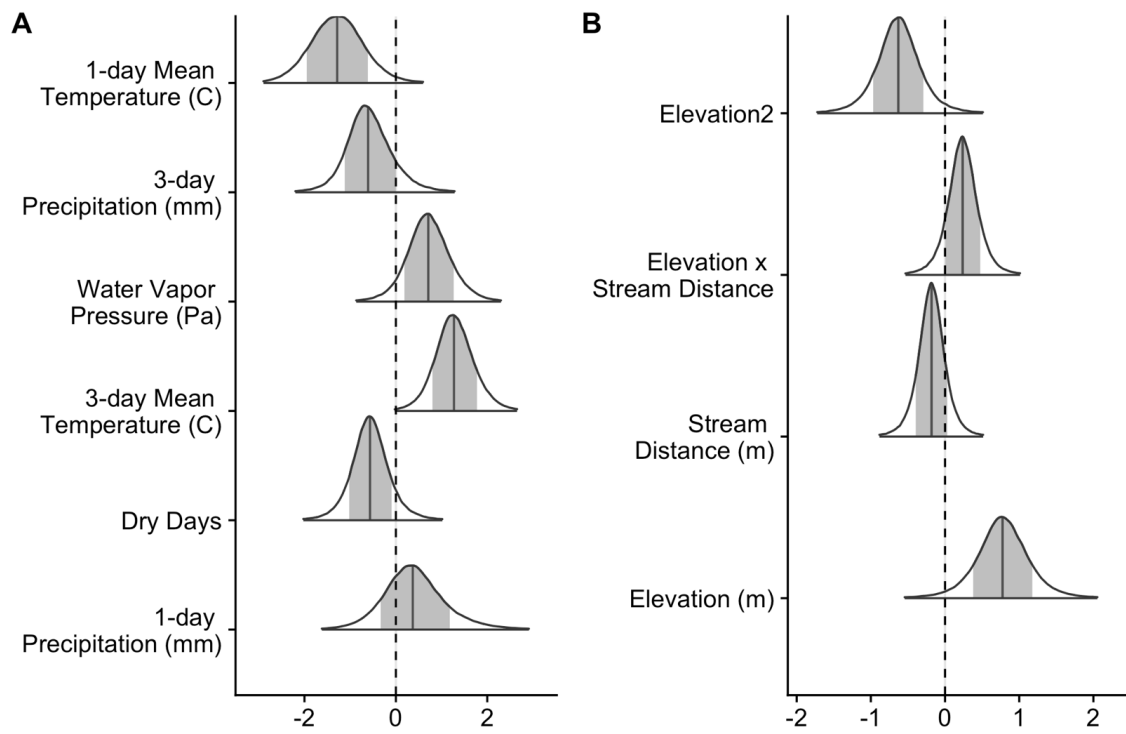 A
1-day Mean
Temperature (C)
3-day
Precipitation (mm)
Water Vapor
Pressure (Pa)
3-day Mean
Temperature (C)
Dry Days
1-day
Precipitation (mm)
-2 0 2
B
Elevation2
Elevation x
Stream Distance
Stream
Distance (m)
Elevation (m)
-2 -1 0 1 2